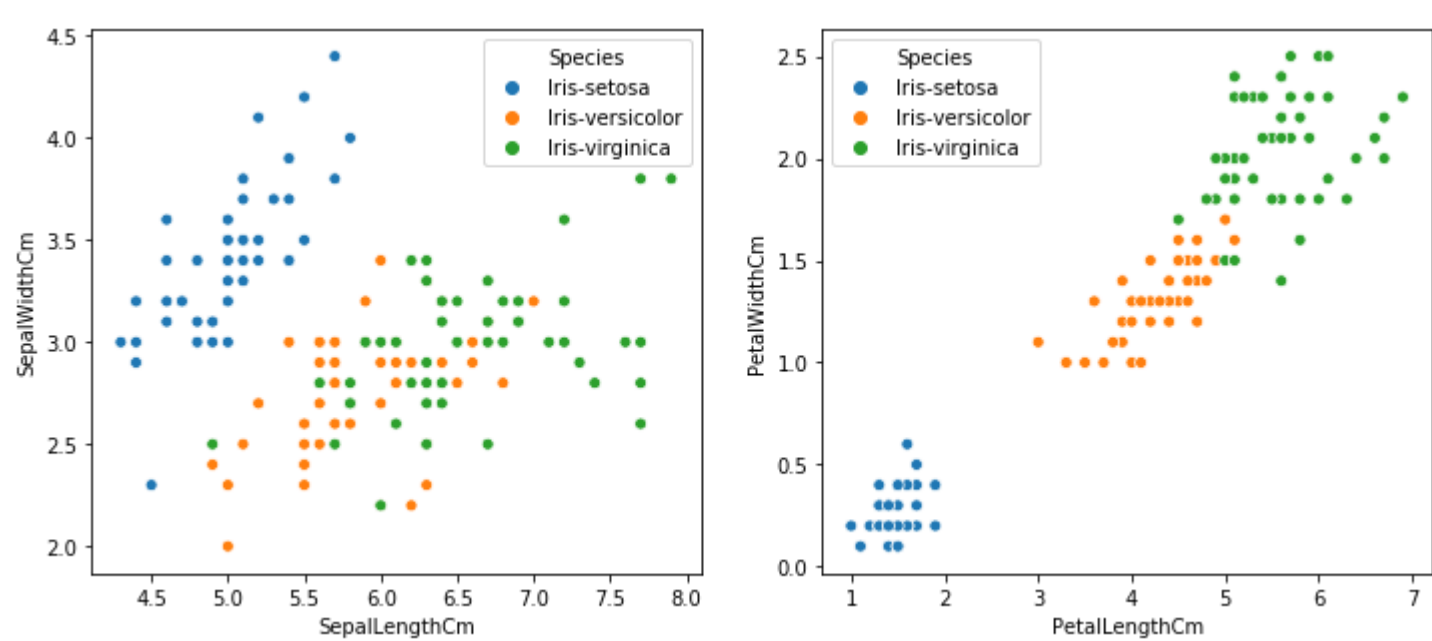 4.5
4.0
3.5
3.0
2.5
2.0
SepalWidthCm
Species
Iris-setosa
Iris-versicolor
Iris-virginica
4.5 5.0 5.5 6.0 6.5 7.0 7.5 8.0
SepalLengthCm
2.5
2.0
1.5
1.0
0.5
0.0
PetalWidthCm
Species
Iris-setosa
Iris-versicolor
Iris-virginica
1 2 3 4 5 6 7
PetalLengthCm